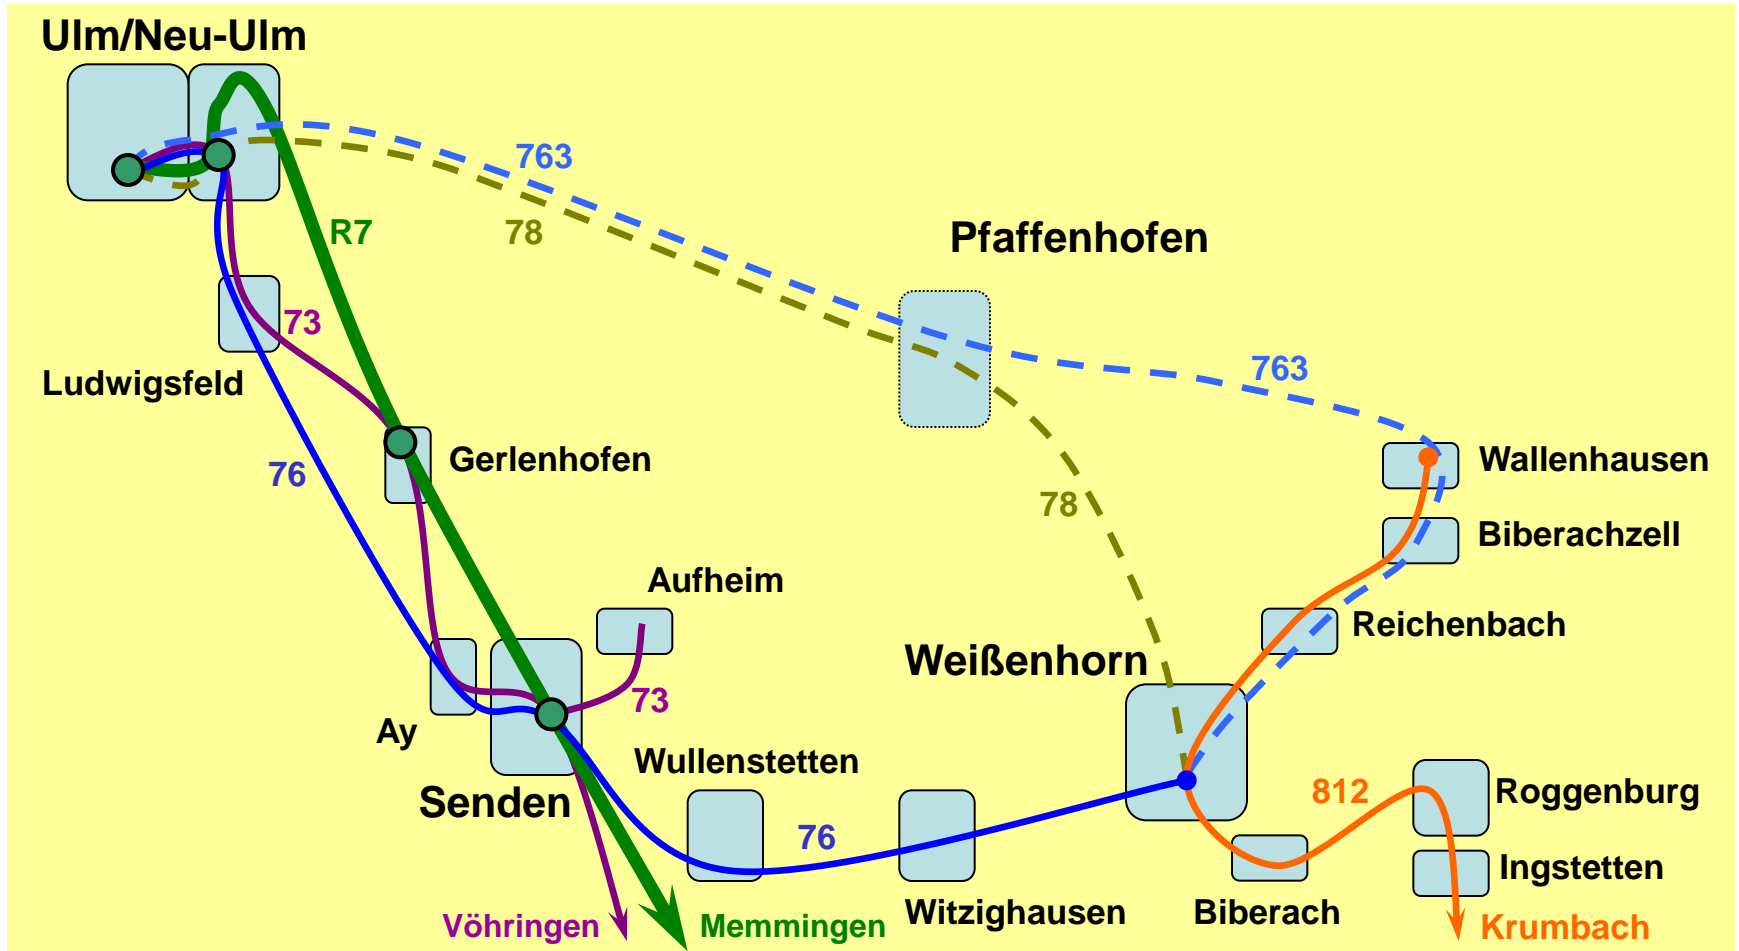 Ulm/Neu-Ulm
763
R7
78
Pfaffenhofen
73
763
Ludwigsfeld
Gerlenhofen
Wallenhausen
76
78
Biberachzell
Aufheim
Reichenbach
Weißenhorn
73
Ay
Wullenstetten
Senden
812
Roggenburg
76
Ingstetten
Vöhringen
Memmingen
Witzighausen
Biberach
Krumbach